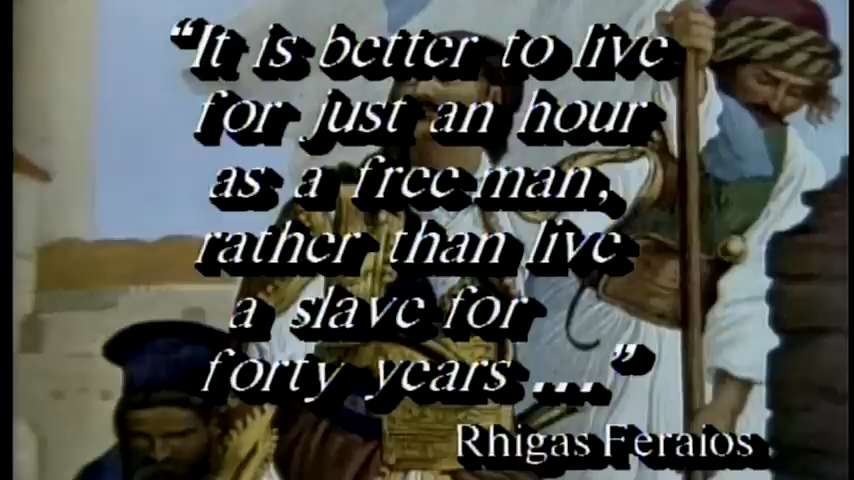 “It is better to live
for just an hour
as a free man,
rather than live
a slave for
forty years ...”
Rhigas Feraios